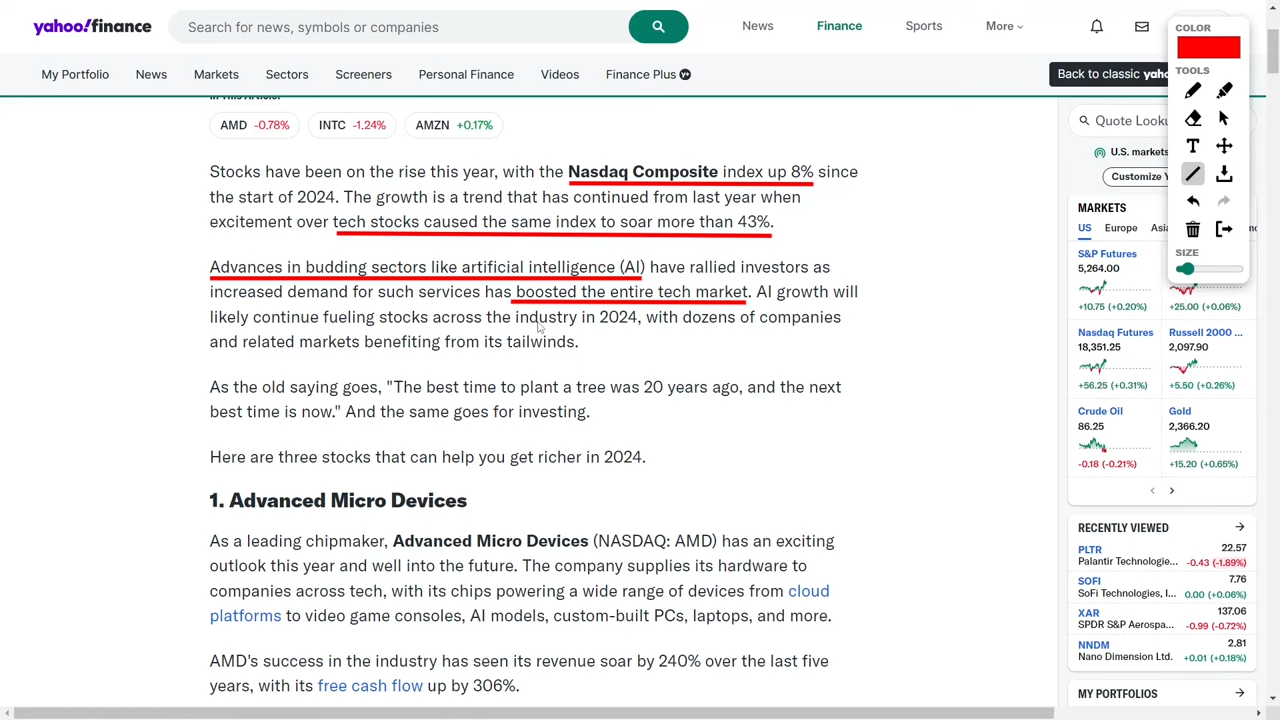 yahoo!finance
Search for news, symbols or companies
News
Finance
Sports
More
My Portfolio
News
Markets
Sectors
Screeners
Personal Finance
Videos
Finance Plus
Back to classic yaho
COLOR
TOOLS
SIZE
AMD -0.78%
INTC -1.24%
AMZN +0.17%
Stocks have been on the rise this year, with the Nasdaq Composite index up 8% since
the start of 2024. The growth is a trend that has continued from last year when
excitement over tech stocks caused the same index to soar more than 43%.
Advances in budding sectors like artificial intelligence (AI) have rallied investors as
increased demand for such services has boosted the entire tech market. AI growth will
likely continue fueling stocks across the industry in 2024, with dozens of companies
and related markets benefiting from its tailwinds.
As the old saying goes, "The best time to plant a tree was 20 years ago, and the next
best time is now." And the same goes for investing.
Here are three stocks that can help you get richer in 2024.
1. Advanced Micro Devices
As a leading chipmaker, Advanced Micro Devices (NASDAQ: AMD) has an exciting
outlook this year and well into the future. The company supplies its hardware to
companies across tech, with its chips powering a wide range of devices from cloud
platforms to video game consoles, AI models, custom-built PCs, laptops, and more.
AMD's success in the industry has seen its revenue soar by 240% over the last five
years, with its free cash flow up by 306%.
Quote Looku
U.S. markets
Customize Y
MARKETS
US Europe Asia
S&P Futures
5,264.00
+10.75 (+0.20%)
+25.00 (+0.06%)
Nasdaq Futures
18,351.25
+56.25 (+0.31%)
Russell 2000 ...
2,097.90
+5.50 (+0.26%)
Crude Oil
86.25
-0.18 (-0.21%)
Gold
2,366.20
+15.20 (+0.65%)
RECENTLY VIEWED
PLTR 22.57
Palantir Technologie... -0.43 (-1.89%)
SOFI 7.76
SoFi Technologies, I... 0.00 (+0.06%)
XAR 137.06
SPDR S&P Aerospa... -0.99 (-0.72%)
NNDM 2.81
Nano Dimension Ltd. +0.01 (+0.18%)
MY PORTFOLIOS